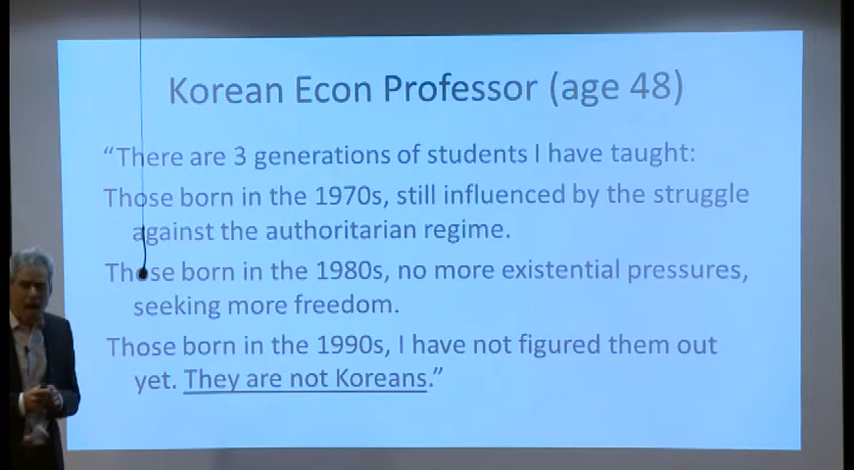 Korean Econ Professor (age 48)
“There are 3 generations of students I have taught:
Those born in the 1970s, still influenced by the struggle
against the authoritarian regime.
Those born in the 1980s, no more existential pressures,
seeking more freedom.
Those born in the 1990s, I have not figured them out
yet. They are not Koreans.”